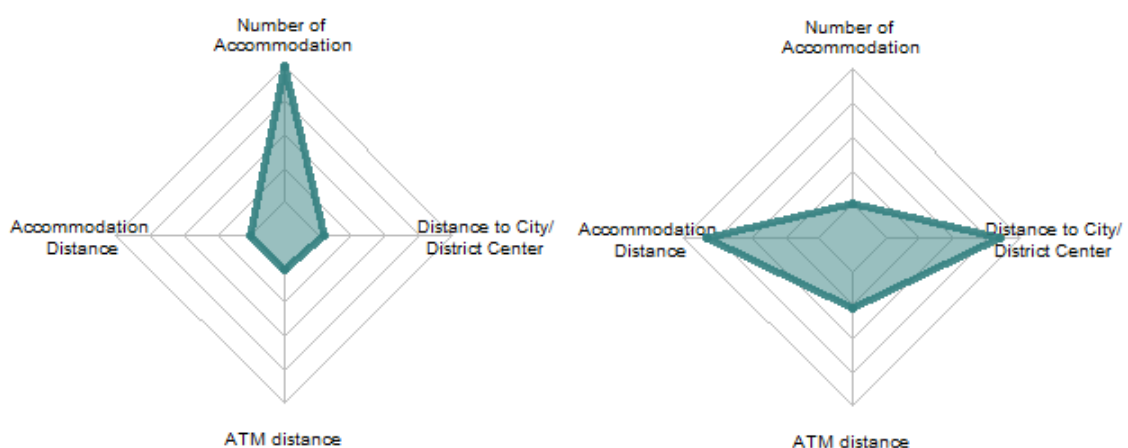 Number of
Accommodation
Accommodation
Distance
Distance to City/
District Center
ATM distance
Number of
Accommodation
Accommodation
Distance
Distance to City/
District Center
ATM distance